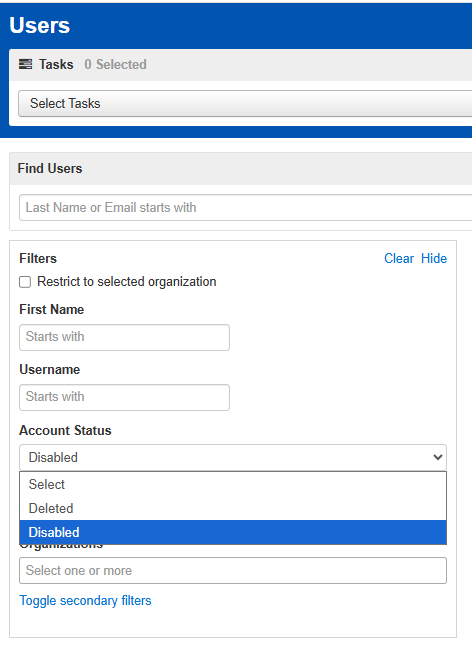 Users
Tasks 0 Selected
Select Tasks
Find Users
Last Name or Email starts with
Filters Clear Hide
Restrict to selected organization
First Name
Starts with
Username
Starts with
Account Status
Disabled
Select
Deleted
Disabled
Organizations
Select one or more
Toggle secondary filters